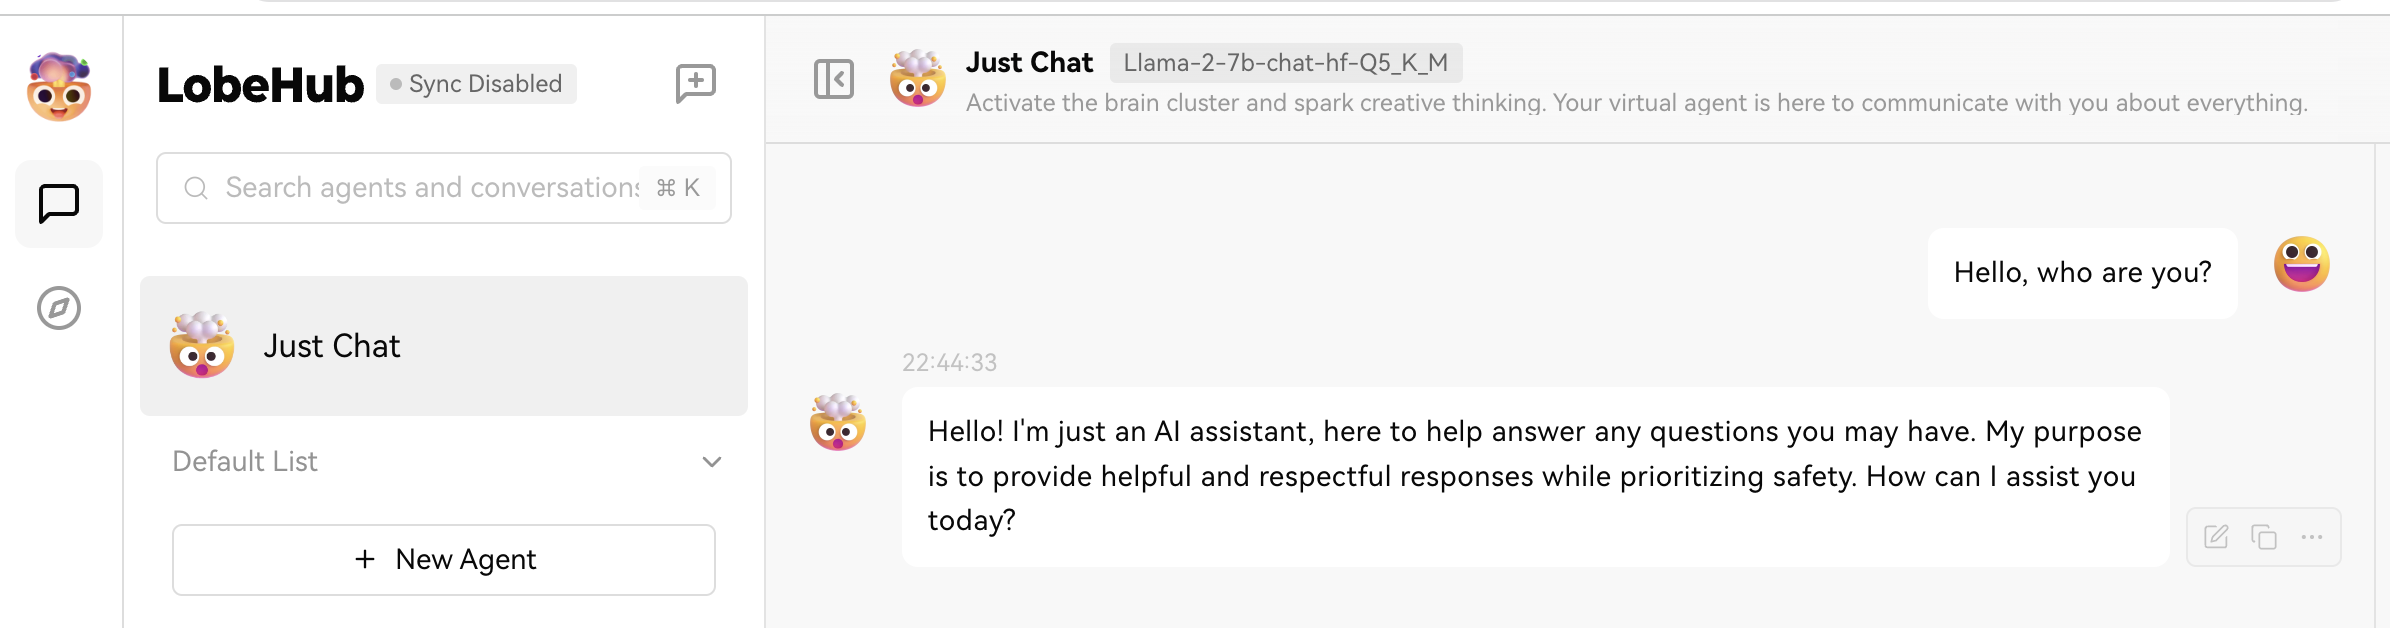 LobeHub
Sync Disabled
Search agents and conversations
⌘ K
Just Chat
Default List
+ New Agent
Just Chat
Llama-2-7b-chat-hf-Q5_K_M
Activate the brain cluster and spark creative thinking. Your virtual agent is here to communicate with you about everything.
Hello, who are you?
22:44:33
Hello! I'm just an AI assistant, here to help answer any questions you may have. My purpose
is to provide helpful and respectful responses while prioritizing safety. How can I assist you
today?